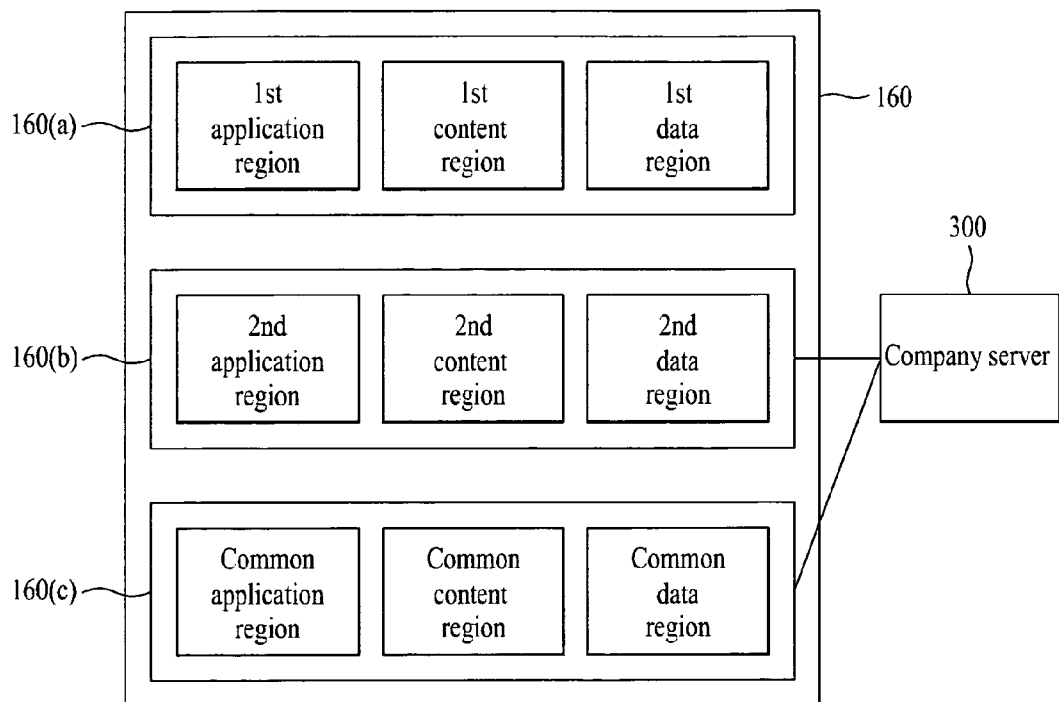 1st
application
region
1st
content
region
1st
data
region
160(a)
160
300
2nd
application
region
2nd
content
region
2nd
data
region
160(b)
Company server
Common
application
region
Common
content
region
Common
data
region
160(c)